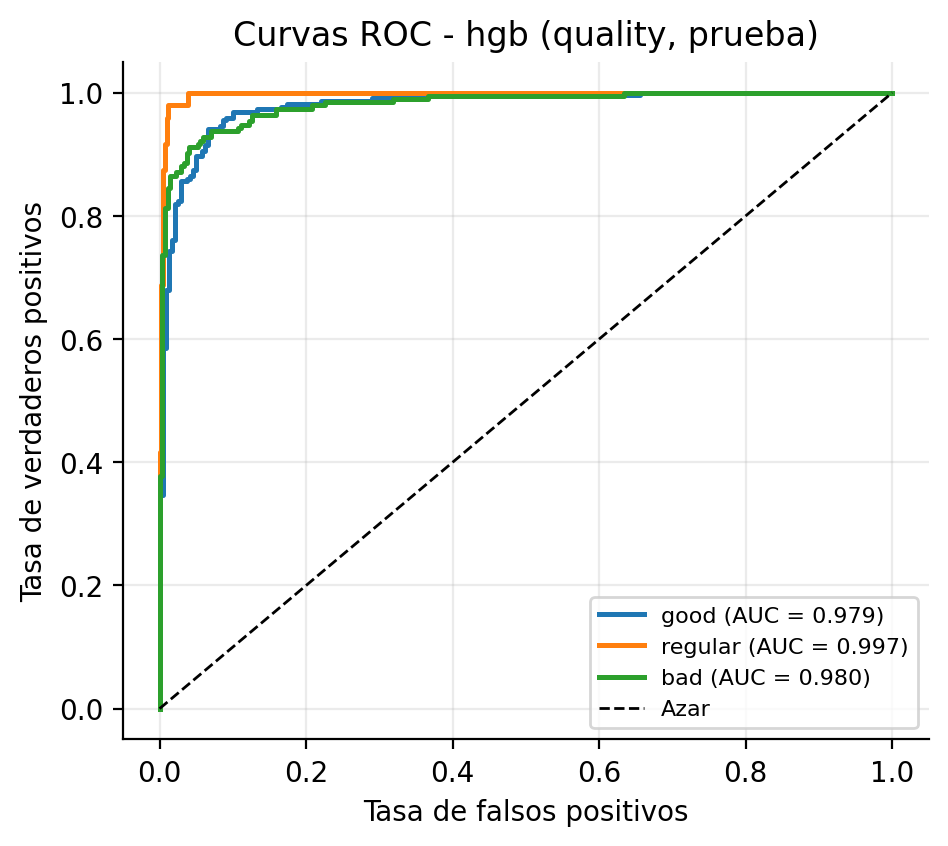 Curvas ROC - hgb (quality, prueba)
Tasa de verdaderos positivos
1.0
0.8
0.6
0.4
0.2
0.0
good (AUC = 0.979)
regular (AUC = 0.997)
bad (AUC = 0.980)
Azar
0.0 0.2 0.4 0.6 0.8 1.0
Tasa de falsos positivos